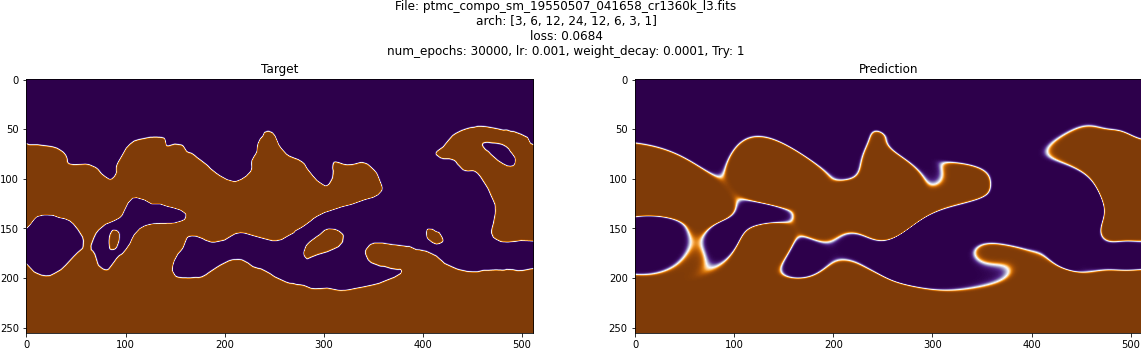 File: ptmc_compo_sm_19550507_041658_cr1360k_l3.fits
arch: [3, 6, 12, 24, 12, 6, 3, 1]
loss: 0.0684
num_epochs: 30000, lr: 0.001, weight_decay: 0.0001, Try: 1
Target
0
50
100
150
200
250
0 100 200 300 400 500
Prediction
0
50
100
150
200
250
0 100 200 300 400 500